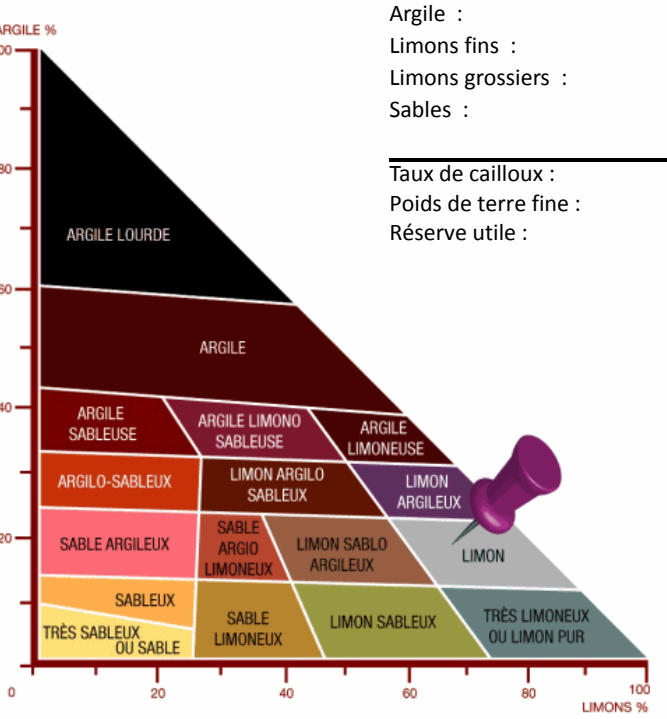 ARGILE %
Argile :
Limons fins :
Limons grossiers :
Sables :
Taux de cailloux :
Poids de terre fine :
Réserve utile :
00
80
60
40
20
ARGILE LOURDE
ARGILE
ARGILE
SABLEUSE
ARGILE LIMONO
SABLEUSE
ARGILE
LIMONEUSE
ARGILO-SABLEUX
LIMON ARGILO
SABLEUX
LIMON
ARGILEUX
SABLE ARGILEUX
SABLE
ARGIO
LIMONEUX
LIMON SABLO
ARGILEUX
LIMON
SABLEUX
TRÈS SABLEUX
OU SABLE
SABLE
LIMONEUX
LIMON SABLEUX
TRÈS LIMONEUX
OU LIMON PUR
0 20 40 60 80 100
LIMONS %